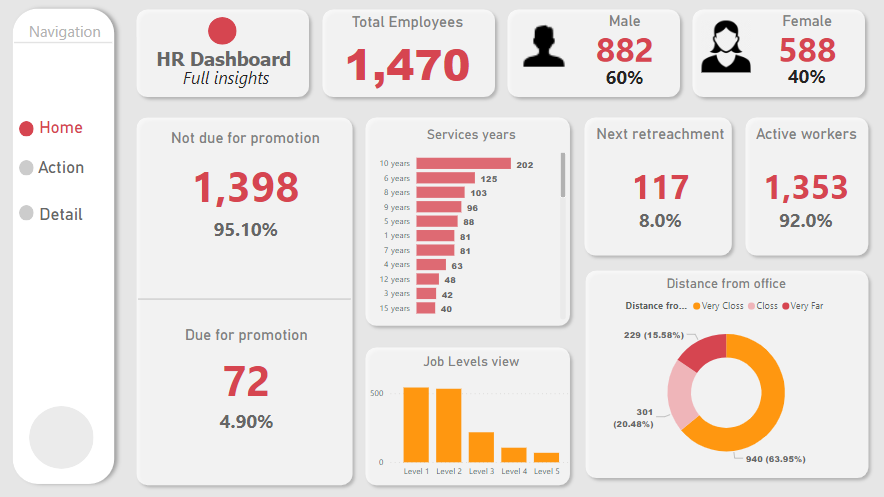 Navigation
Home
Action
Detail
HR Dashboard
Full insights
Total Employees
1,470
Male
882
60%
Female
588
40%
Not due for promotion
1,398
95.10%
Due for promotion
72
4.90%
Services years
10 years 202
6 years 125
8 years 103
9 years 96
5 years 88
1 years 81
7 years 81
4 years 63
12 years 48
3 years 42
15 years 40
Job Levels view
500
0
Level 1 Level 2 Level 3 Level 4 Level 5
Next retreachment
117
8.0%
Active workers
1,353
92.0%
Distance from office
Distance fro... Very Closs Closs Very Far
229 (15.58%)
301
(20.48%)
940 (63.95%)